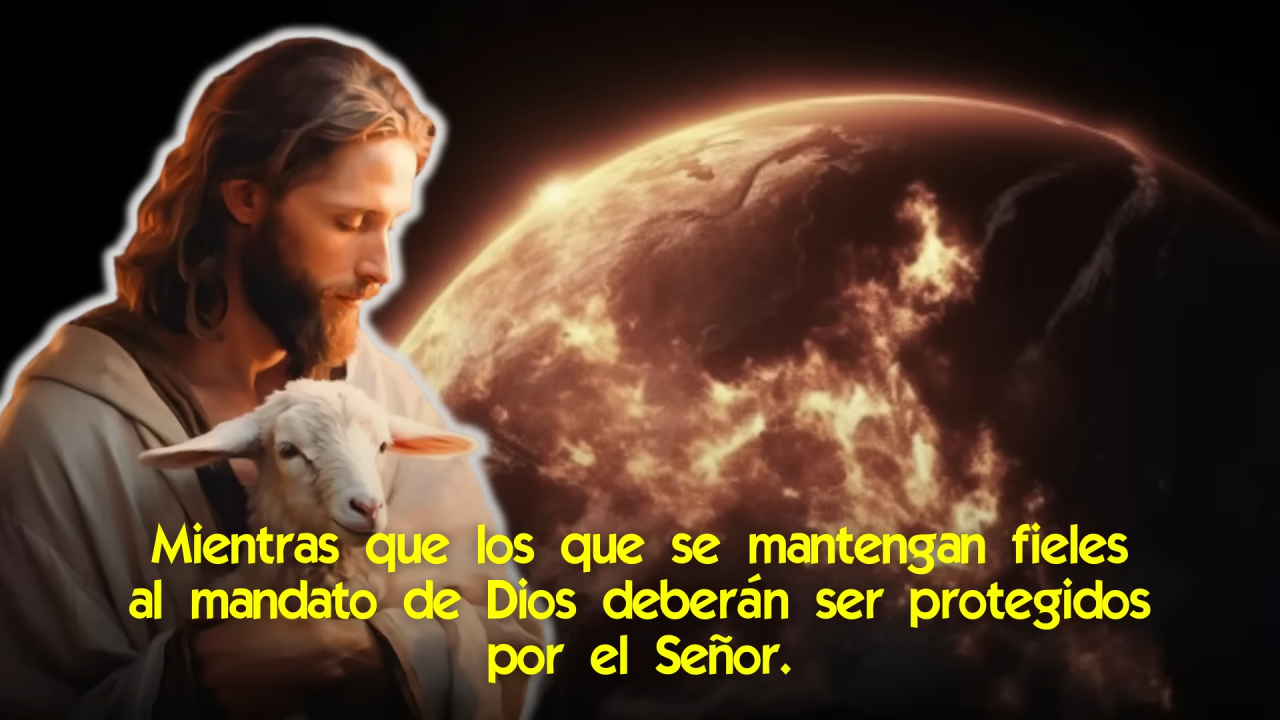 Mientras que los que se mantengan fieles
al mandato de Dios deberán ser protegidos
por el Señor.